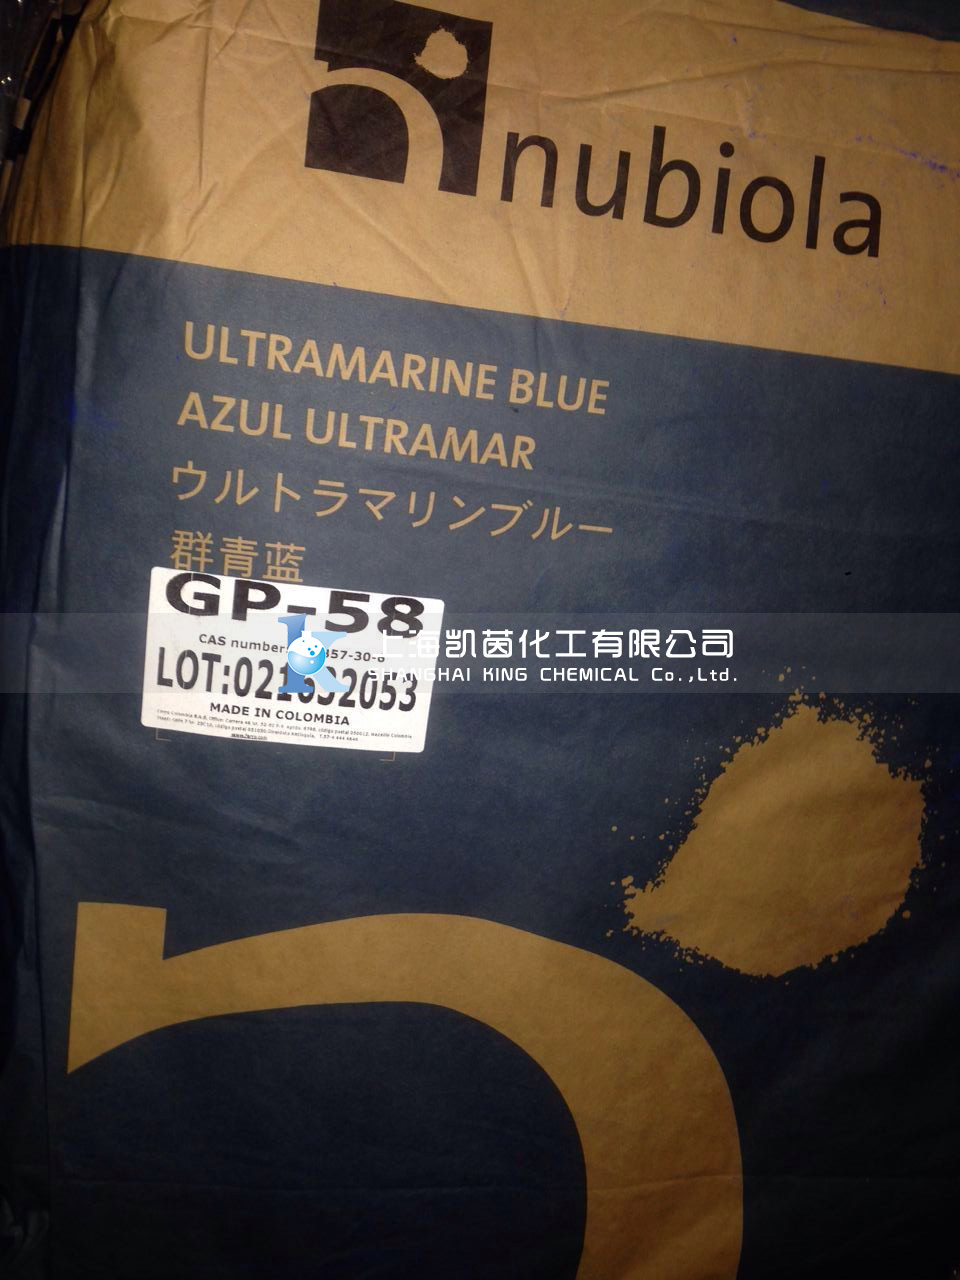 nubiola
ULTRAMARINE BLUE
AZUL ULTRAMAR
ウルトラマリンブルー
群青蓝
GP-58
CAS number:
上海凯茵化工有限公司
SHANGHAI KING CHEMICAL Co.,Ltd.
MADE IN COLOMBIA